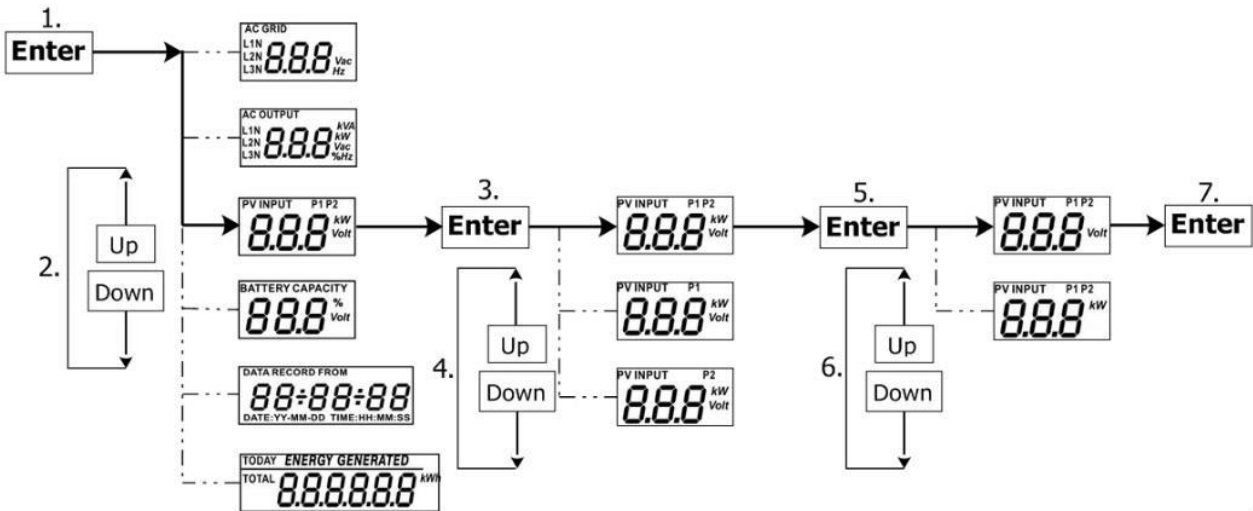 1.
Enter
AC GRID
L1N
L2N
L3N
8.8.8
Vac
Hz
AC OUTPUT
L1N
L2N
L3N
8.8.8
kVA
kW
Vac
%Hz
2.
Up
Down
PV INPUT P1 P2
8.8.8
kW
Volt
BATTERY CAPACITY
88.8
%
Volt
DATA RECORD FROM
88:88:88
DATE:YY-MM-DD TIME:HH:MM:SS
TODAY ENERGY GENERATED
TOTAL 8.8.8.8.8.8 kWh
3.
Enter
4.
Up
Down
PV INPUT P1 P2
8.8.8
kW
Volt
PV INPUT P1
8.8.8
kW
Volt
PV INPUT P2
8.8.8
kW
Volt
5.
Enter
6.
Up
Down
PV INPUT P1 P2
8.8.8 Volt
PV INPUT P1 P2
8.8.8 kW
7.
Enter